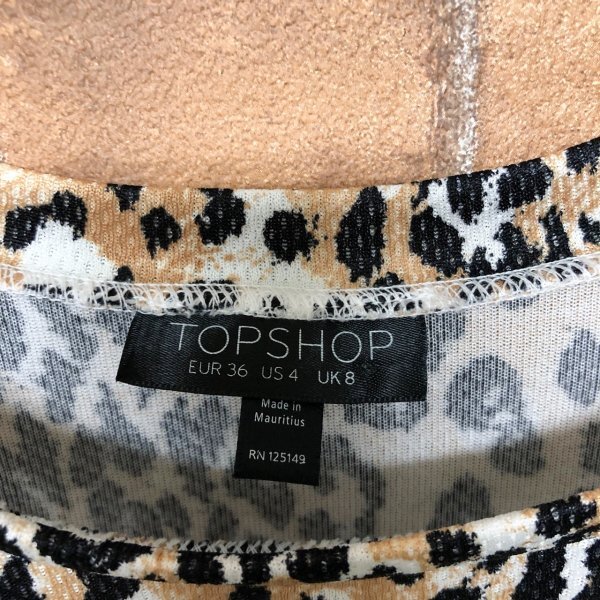 TOPSHOP
EUR 36 US 4 UK 8
Made in
Mauritius
RN 125149